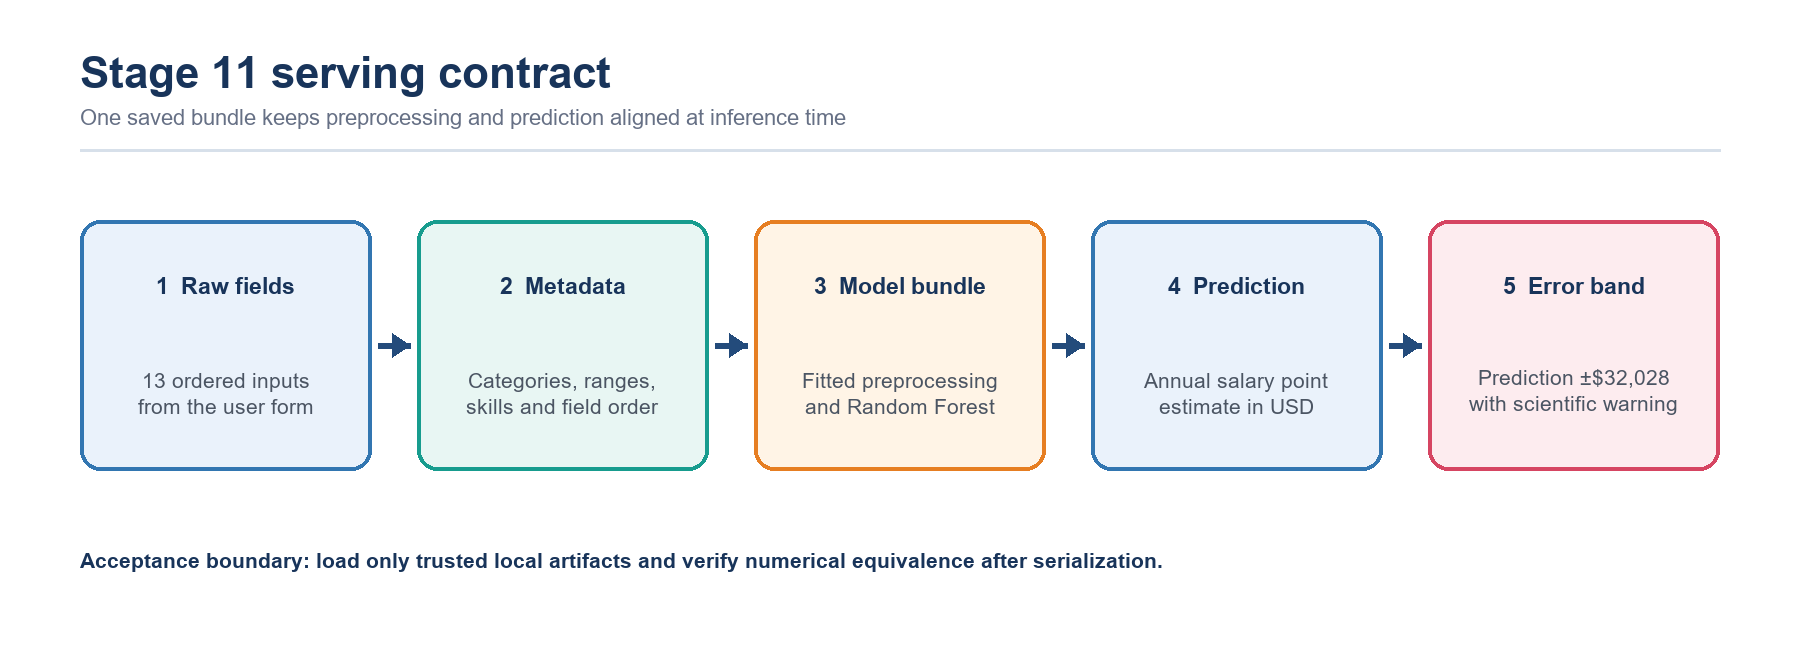 Stage 11 serving contract
One saved bundle keeps preprocessing and prediction aligned at inference time
1 Raw fields
13 ordered inputs
from the user form
2 Metadata
Categories, ranges,
skills and field order
3 Model bundle
Fitted preprocessing
and Random Forest
4 Prediction
Annual salary point
estimate in USD
5 Error band
Prediction ±$32,028
with scientific warning
Acceptance boundary: load only trusted local artifacts and verify numerical equivalence after serialization.